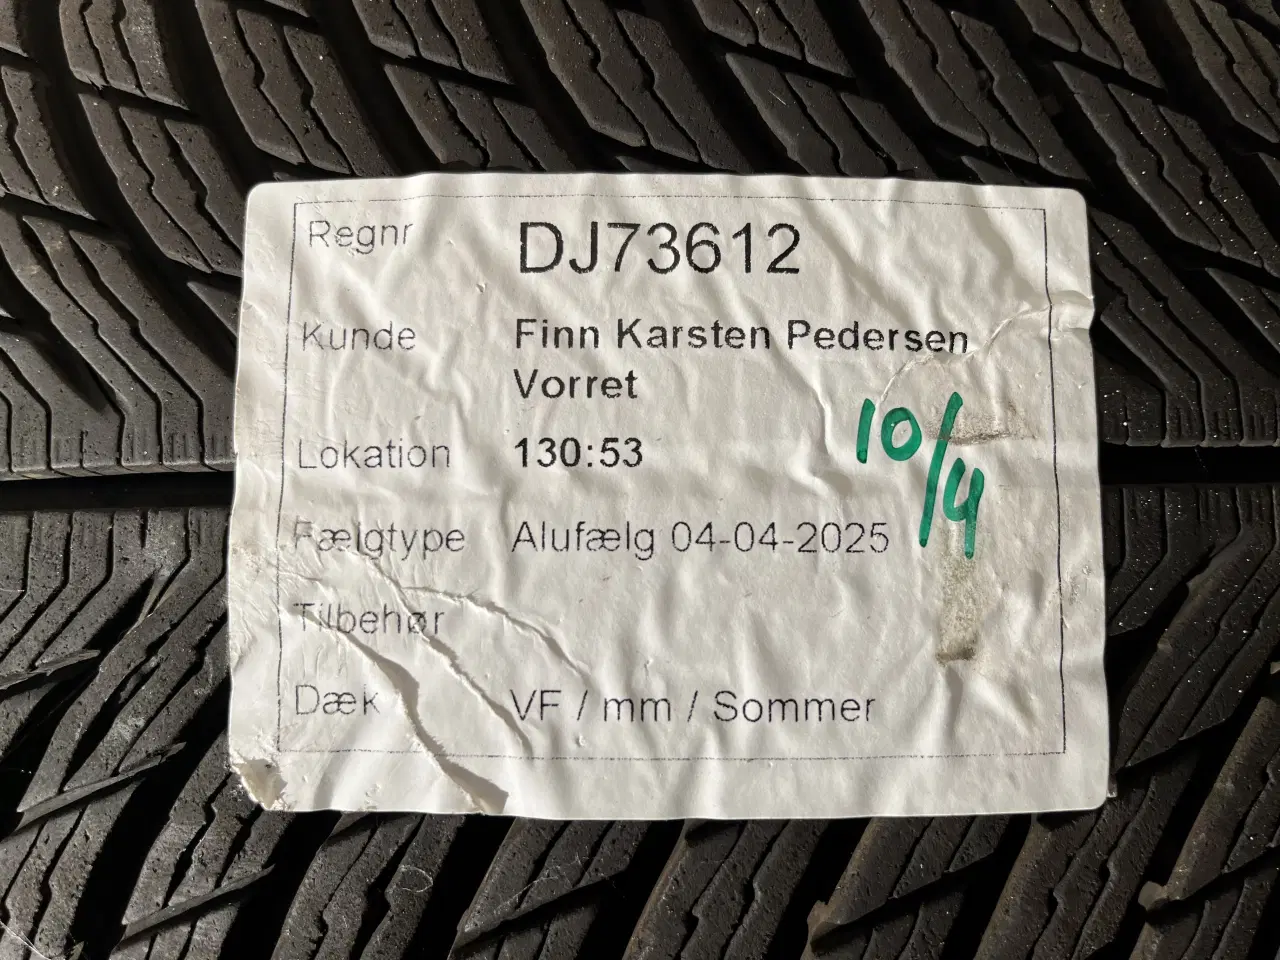 Regnr DJ73612
Kunde Finn Karsten Pedersen
Vorret
Lokation 130:53
10/4
Fælgtype Alufælg 04-04-2025
Tilbehør
Dæk VF / mm / Sommer